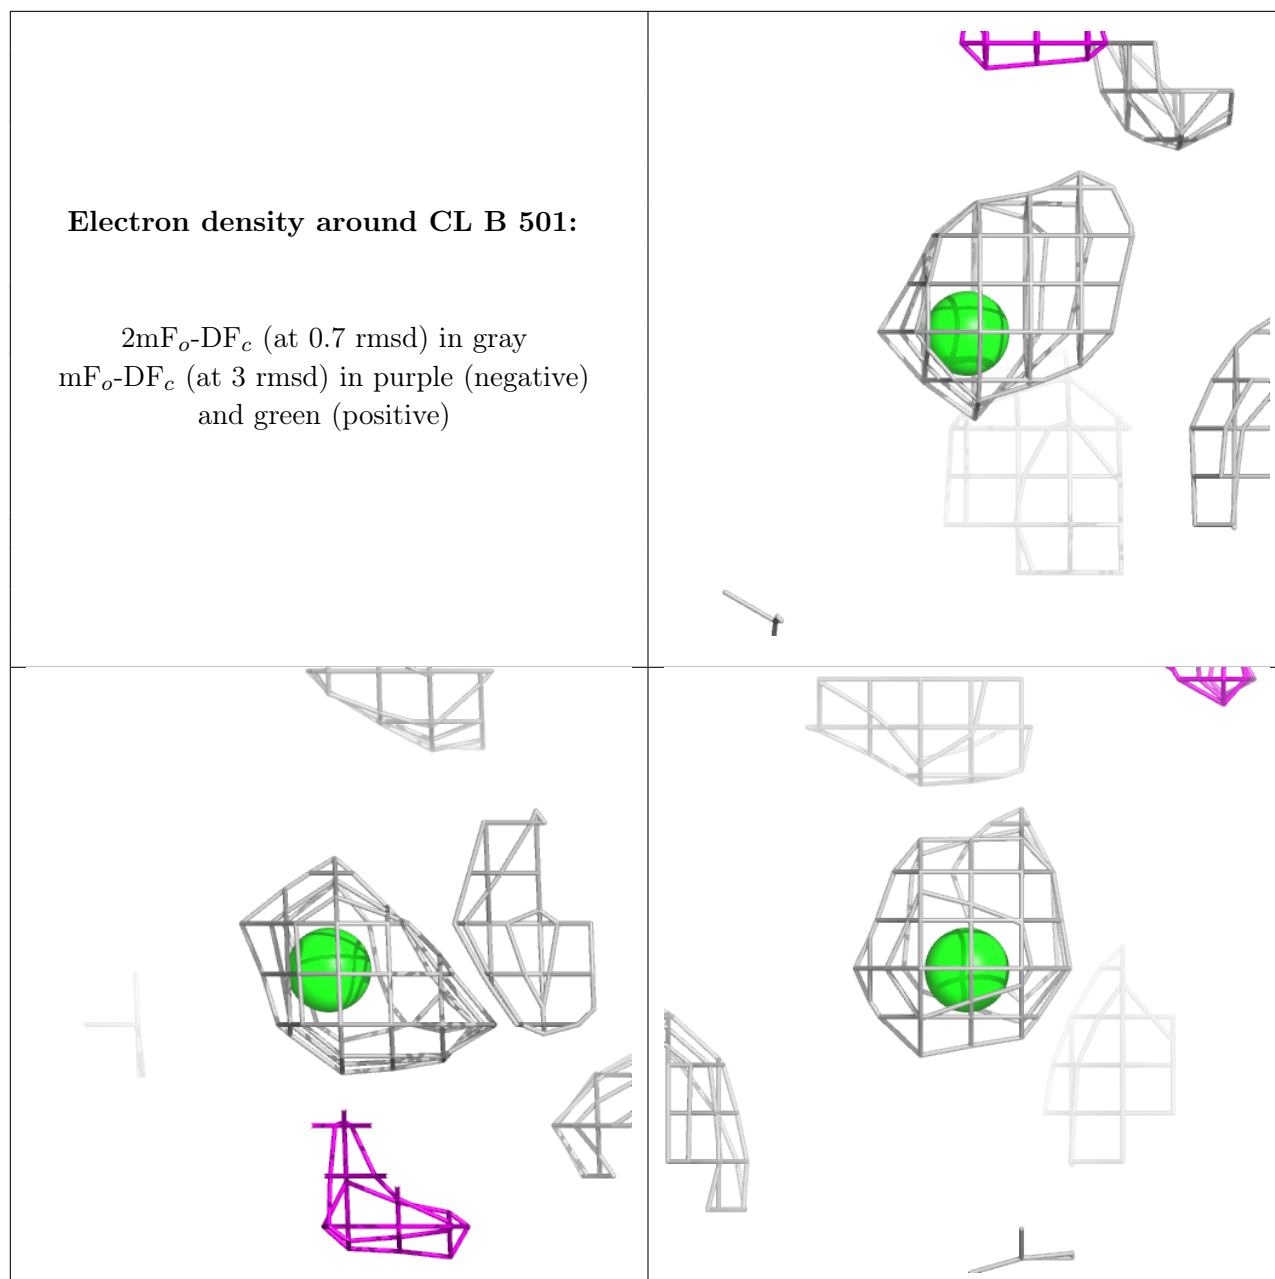 Electron density around CL B 501:
2mFo-DFc (at 0.7 rmsd) in gray
mFo-DFc (at 3 rmsd) in purple (negative)
and green (positive)